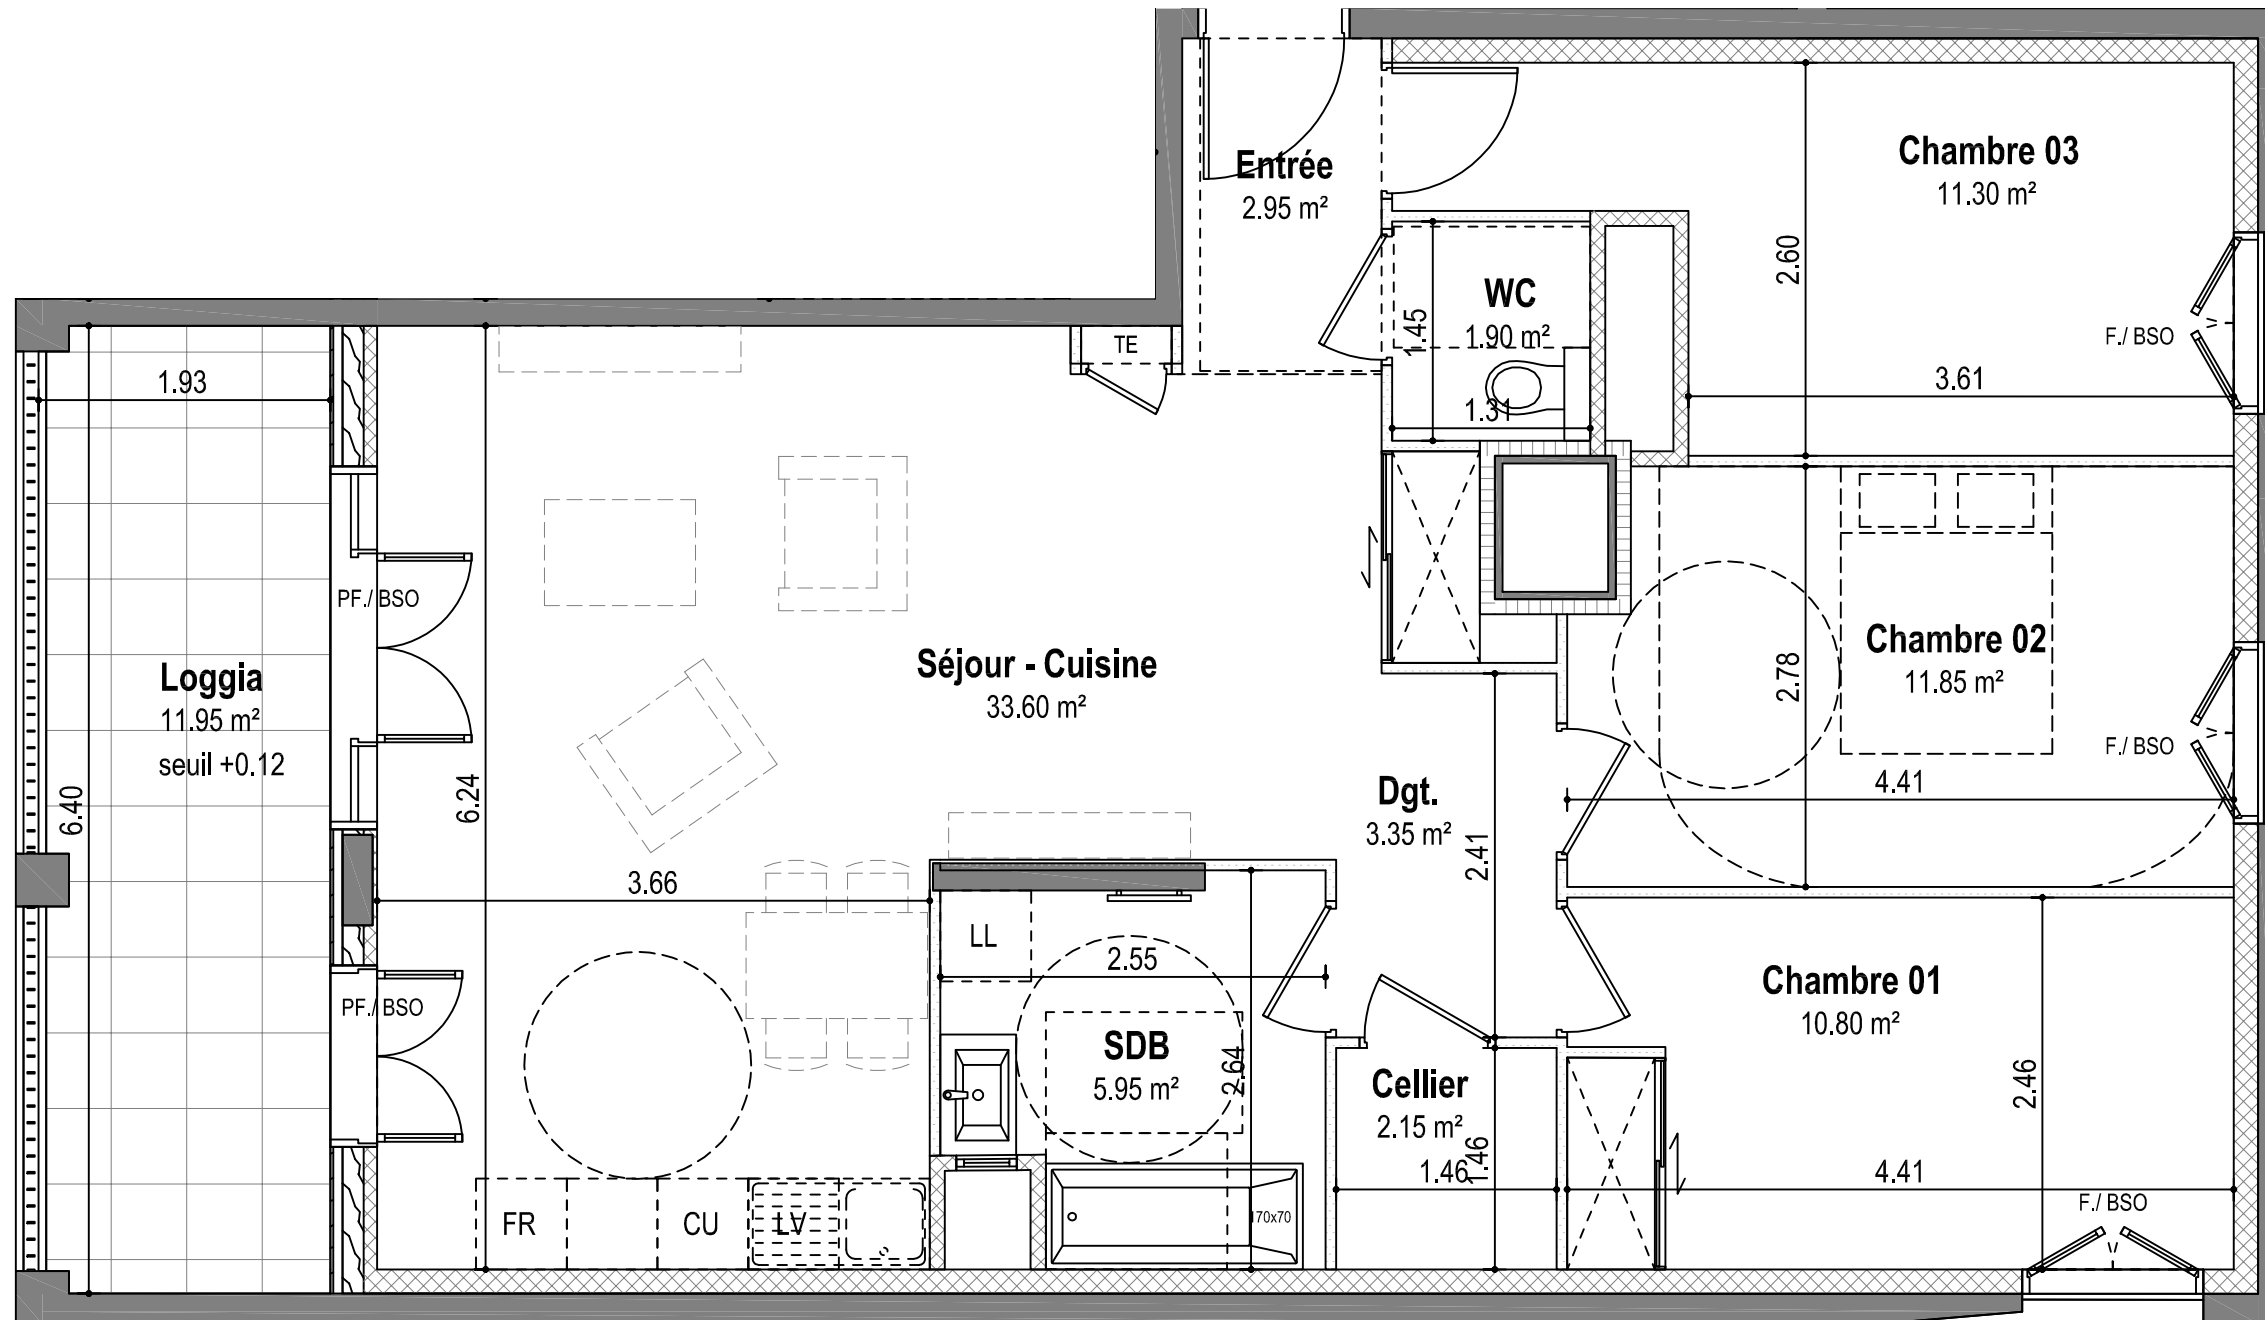 Chambre 03
11.30 m²
Entrée
2.95 m²
2.60
WC
1.90 m²
1.45
1.31
F./ BSO
3.61
TE
1.93
PF./ BSO
Loggia
11.95 m²
seuil +0.12
6.40
6.24
Séjour - Cuisine
33.60 m²
Chambre 02
11.85 m²
2.78
F./ BSO
4.41
Dgt.
3.35 m²
2.41
3.66
LL
2.55
PF./ BSO
SDB
5.95 m²
2.64
Chambre 01
10.80 m²
2.46
Cellier
2.15 m²
1.46
1.46
4.41
F./ BSO
FR
CU
LV
170x70